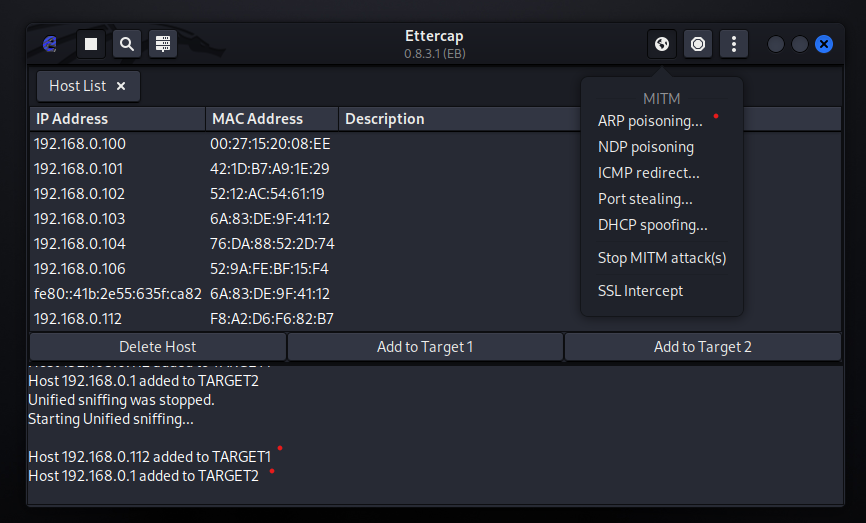 Ettercap
0.8.3.1 (EB)
Host List ×
MITM
ARP poisoning...
NDP poisoning
ICMP redirect...
Port stealing...
DHCP spoofing...
Stop MITM attack(s)
SSL Intercept
IP Address MAC Address Description
192.168.0.100 00:27:15:20:08:EE
192.168.0.101 42:1D:B7:A9:1E:29
192.168.0.102 52:12:AC:54:61:19
192.168.0.103 6A:83:DE:9F:41:12
192.168.0.104 76:DA:88:52:2D:74
192.168.0.106 52:9A:FE:BF:15:F4
fe80::41b:2e55:635f:ca82 6A:83:DE:9F:41:12
192.168.0.112 F8:A2:D6:F6:82:B7
Delete Host Add to Target 1 Add to Target 2
Host 192.168.0.1 added to TARGET2
Unified sniffing was stopped.
Starting Unified sniffing...
Host 192.168.0.112 added to TARGET1
Host 192.168.0.1 added to TARGET2